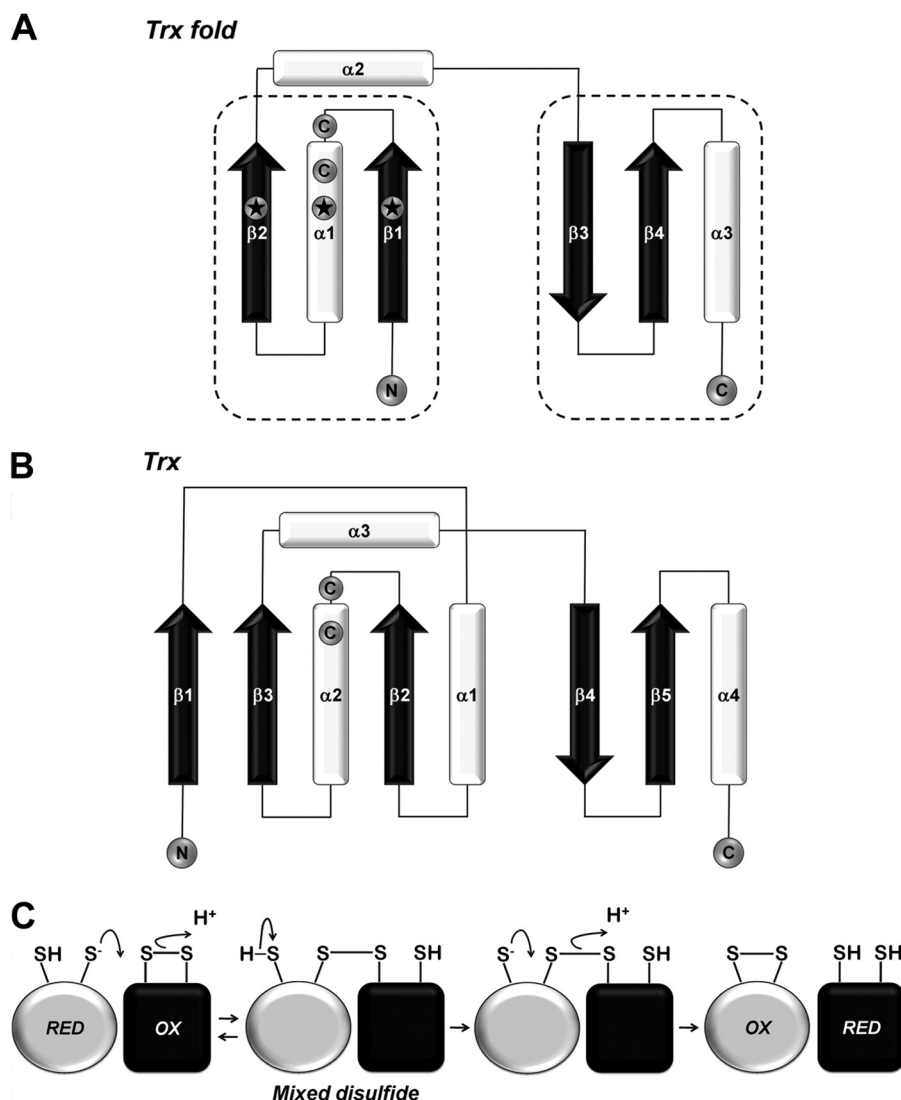 A
Trx fold
α2
C
C
β2
α1
β1
β3
β4
α3
N
C
B
Trx
α3
C
C
β1
β3
α2
β2
α1
β4
β5
α4
N
C
C
H⁺
H⁺
SH S⁻ S S H–S S S SH S⁻ S S SH S S SH SH
RED OX OX RED
Mixed disulfide